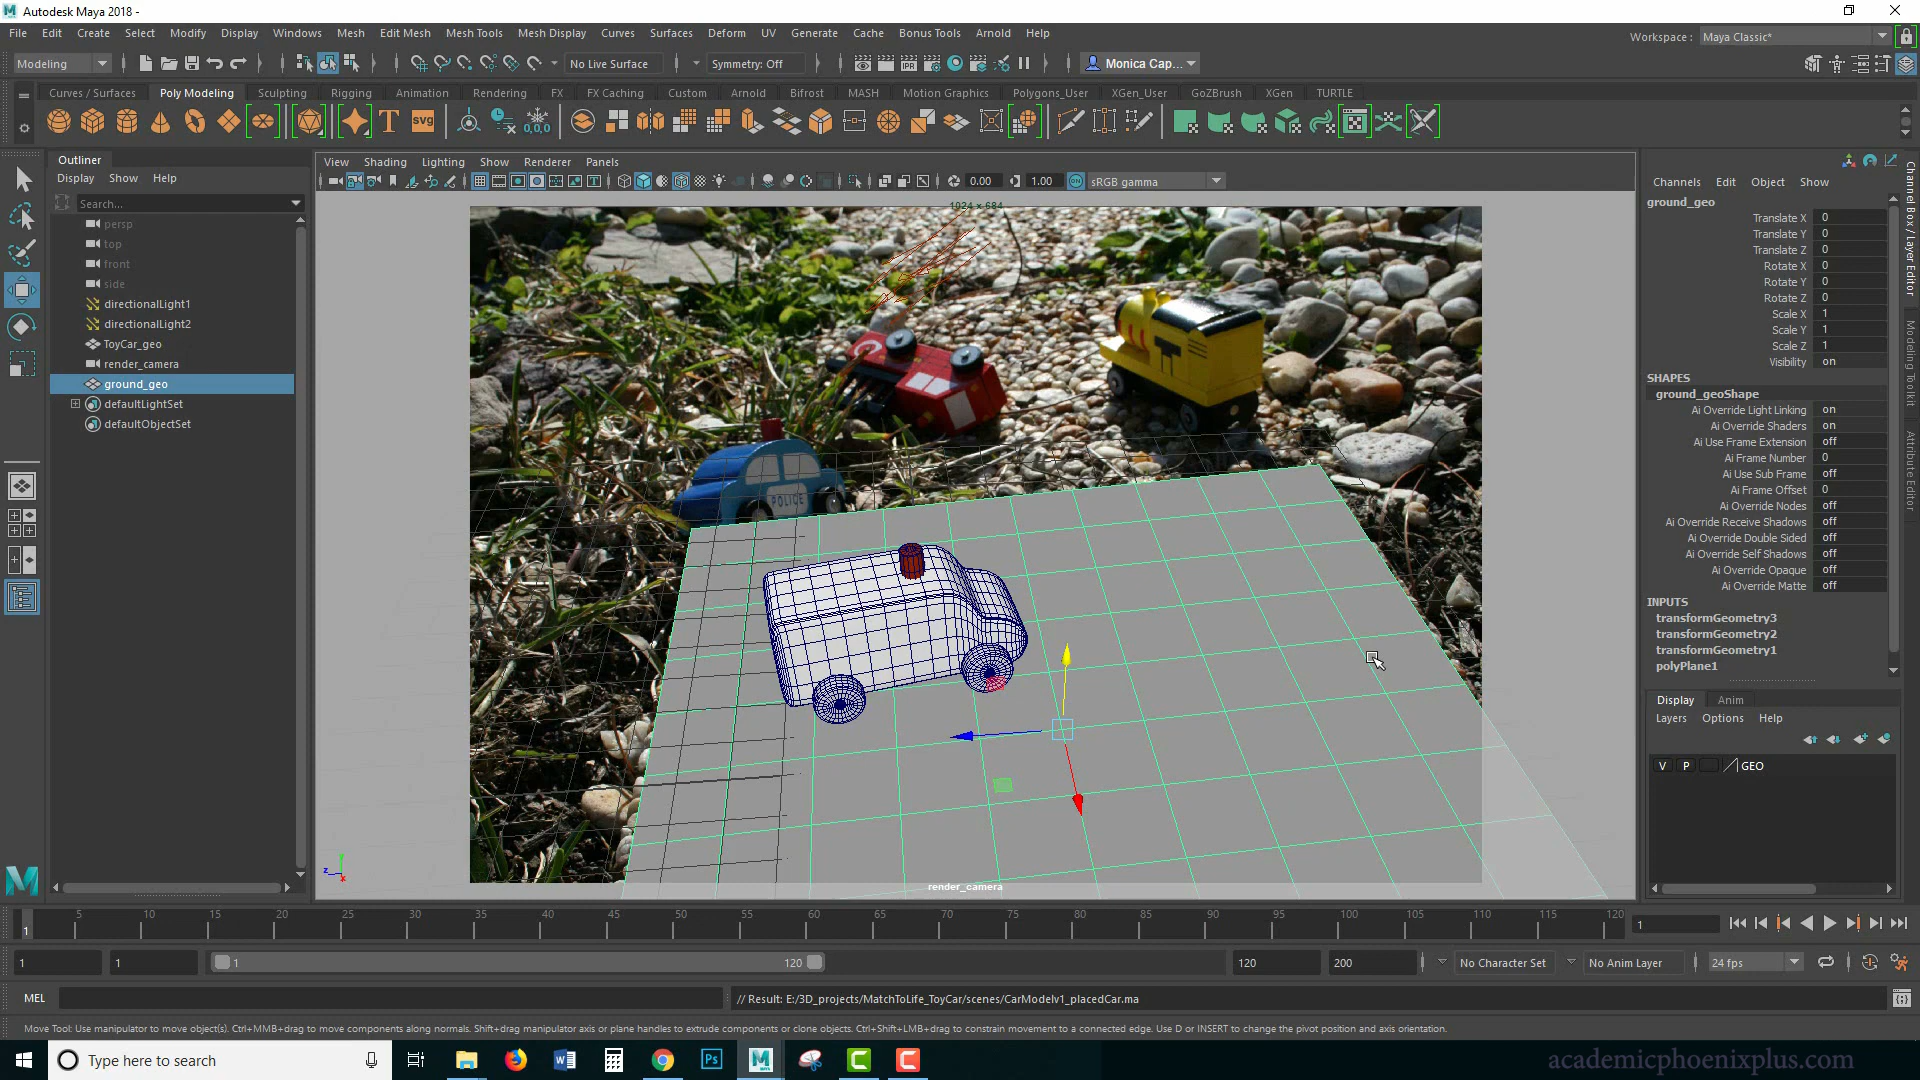 Autodesk Maya 2018 -
File Edit Create Select Modify Display Windows Mesh Edit Mesh Mesh Tools Mesh Display Curves Surfaces Deform UV Generate Cache Bonus Tools Arnold Help
Workspace : Maya Classic*
Modeling No Live Surface Symmetry: Off Monica Cap...
Curves / Surfaces Poly Modeling Sculpting Rigging Animation Rendering FX FX Caching Custom Arnold Bifrost MASH Motion Graphics Polygons_User XGen_User GoZBrush XGen TURTLE
T SVG 0,0,0
Outliner
Display Show Help
Search...
persp
top
front
side
directionalLight1
directionalLight2
ToyCar_geo
render_camera
ground_geo
defaultLightSet
defaultObjectSet
View Shading Lighting Show Renderer Panels
0.00 1.00 sRGB gamma
1024 x 684
POLICE
render_camera
Channels Edit Object Show
ground_geo
Translate X 0
Translate Y 0
Translate Z 0
Rotate X 0
Rotate Y 0
Rotate Z 0
Scale X 1
Scale Y 1
Scale Z 1
Visibility on
SHAPES
ground_geoShape
Ai Override Light Linking on
Ai Override Shaders on
Ai Use Frame Extension off
Ai Frame Number 0
Ai Use Sub Frame off
Ai Frame Offset 0
Ai Override Nodes off
Ai Override Receive Shadows off
Ai Override Double Sided off
Ai Override Self Shadows off
Ai Override Opaque off
Ai Override Matte off
INPUTS
transformGeometry3
transformGeometry2
transformGeometry1
polyPlane1
Display Anim
Layers Options Help
V P GEO
Channel Box / Layer Editor
Modeling Toolkit
Attribute Editor
1 5 10 15 20 25 30 35 40 45 50 55 60 65 70 75 80 85 90 95 100 105 110 115 120 1
1 1 1 120 120 200 No Character Set No Anim Layer 24 fps
MEL // Result: E:/3D_projects/MatchToLife_ToyCar/scenes/CarModelv1_placedCar.ma
Move Tool: Use manipulator to move object(s). Ctrl+MMB+drag to move components along normals. Shift+drag manipulator axis or plane handles to extrude components or clone objects. Ctrl+Shift+LMB+drag to constrain movement to a connected edge. Use D or INSERT to change the pivot position and axis orientation.
Type here to search
academicphoenixplus.com